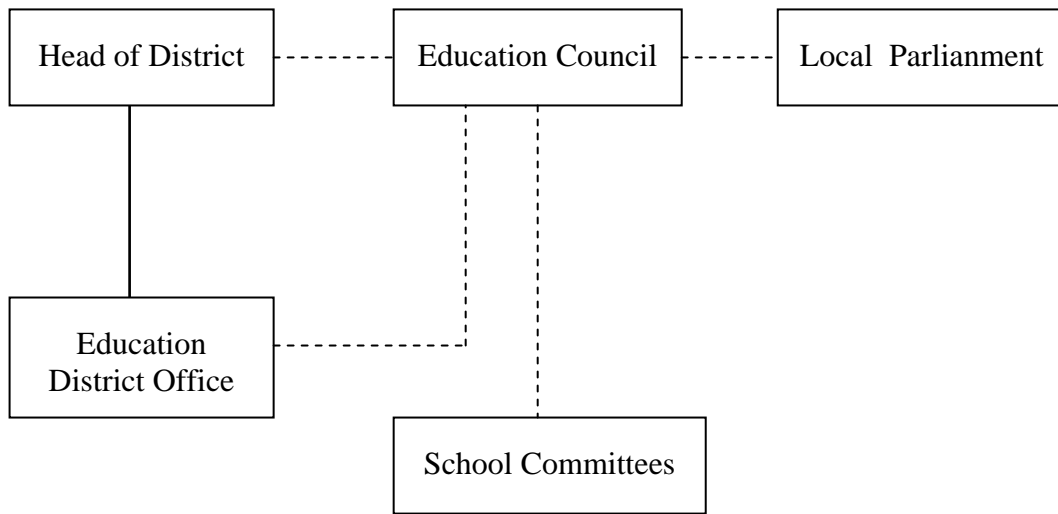 Head of District
Education Council
Local Parlianment
Education
District Office
School Committees